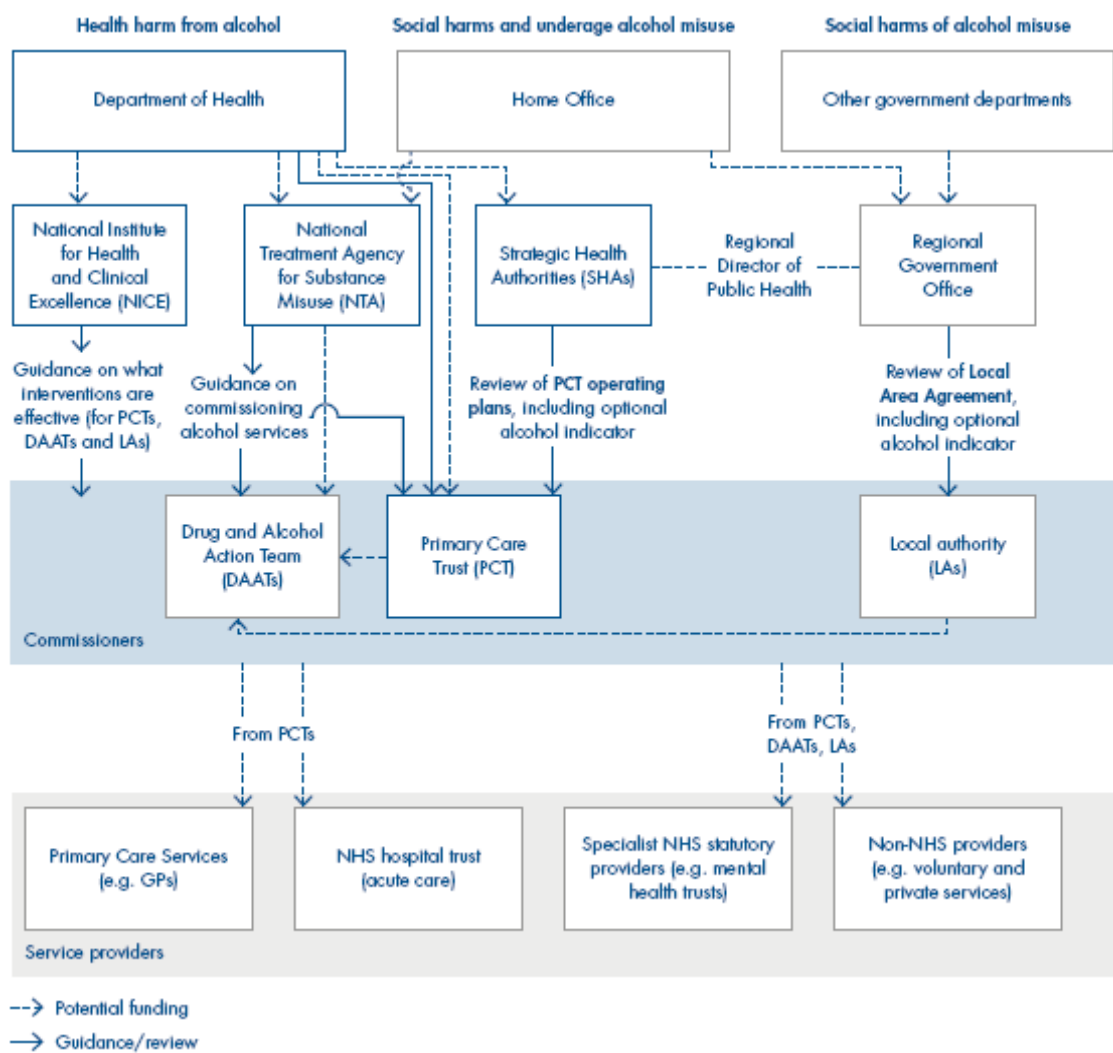 Health harm from alcohol
Social harms and underage alcohol misuse
Social harms of alcohol misuse
Department of Health
Home Office
Other government departments
National Institute
for Health
and Clinical
Excellence (NICE)
National
Treatment Agency
for Substance
Misuse (NTA)
Strategic Health
Authorities (SHAs)
Regional
Director of
Public Health
Regional
Government
Office
Guidance on what
interventions are
effective (for PCTs,
DAATs and LAs)
Guidance on
commissioning
alcohol services
Review of PCT operating
plans, including optional
alcohol indicator
Review of Local
Area Agreement,
including optional
alcohol indicator
Drug and Alcohol
Action Team
(DAATs)
Primary Care
Trust (PCT)
Local authority
(LAs)
Commissioners
From PCTs
From PCTs,
DAATs, LAs
Primary Care Services
(e.g. GPs)
NHS hospital trust
(acute care)
Specialist NHS statutory
providers (e.g. mental
health trusts)
Non-NHS providers
(e.g. voluntary and
private services)
Service providers
Potential funding
Guidance/review